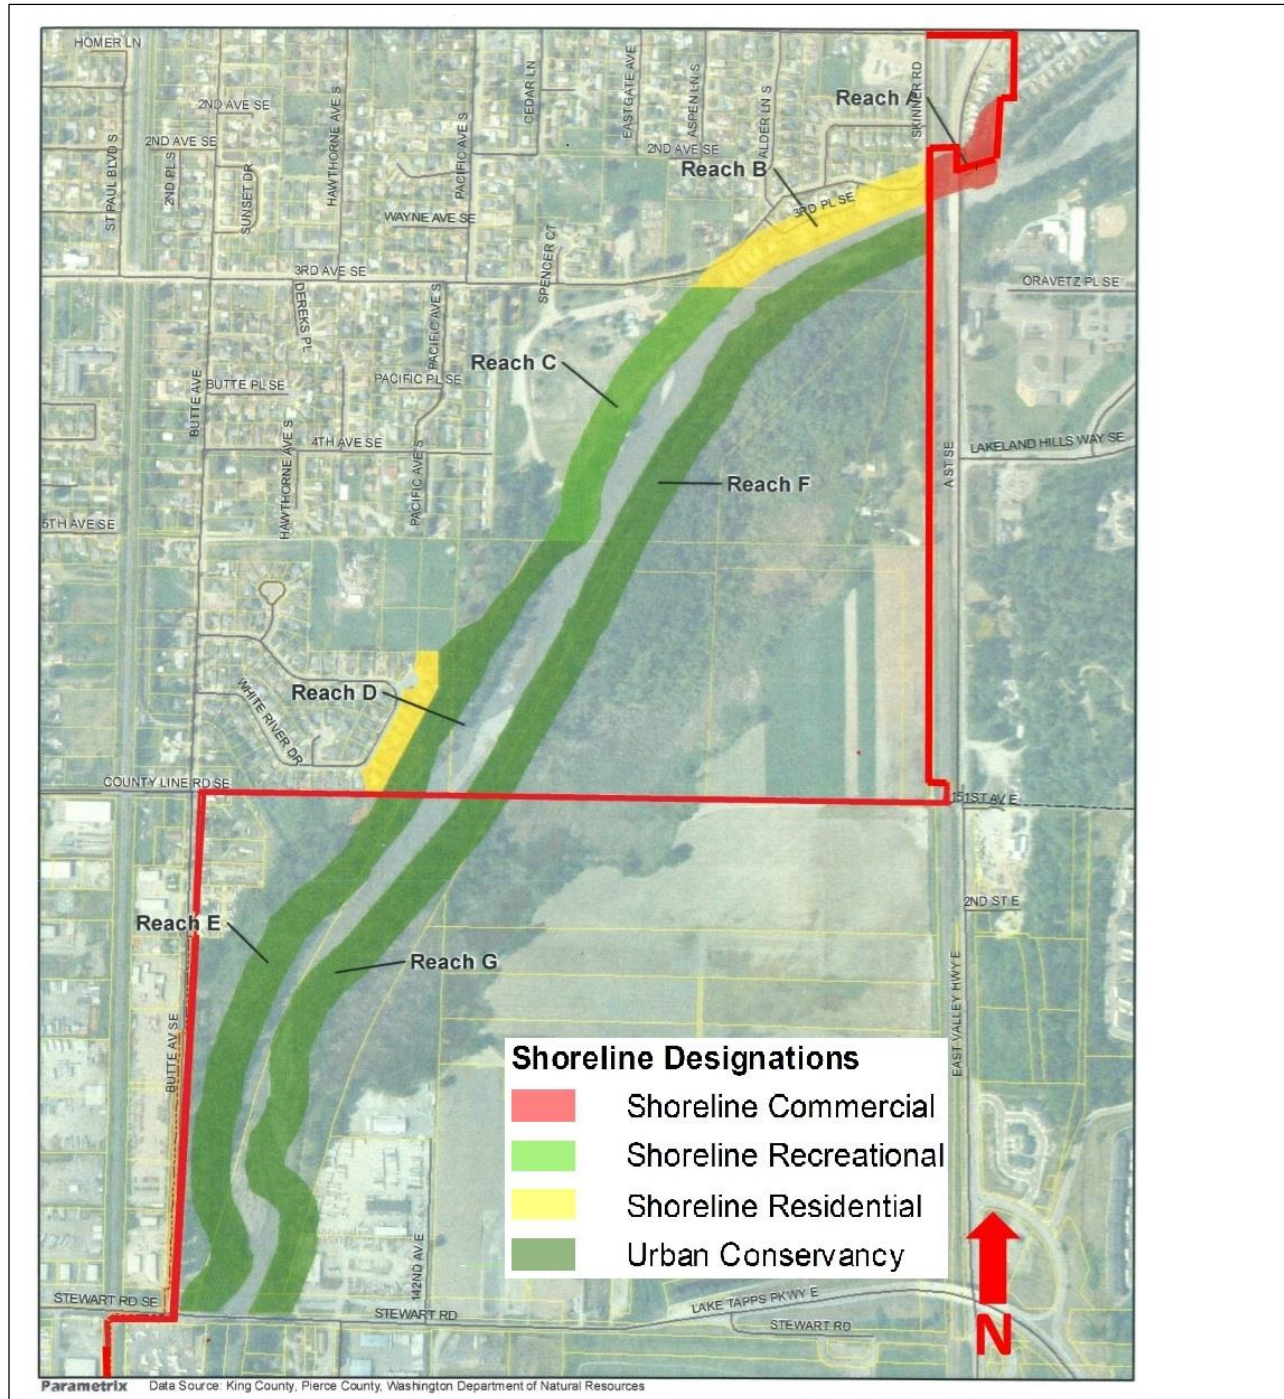 HOMER LN
2ND AVE SE
2ND AVE SE
ST PAUL BLVD S
2ND PL S
SUNSET DR
HAWTHORNE AVE S
PACIFIC AVE S
CEDAR LN
EASTGATE AVE
ASPEN LN S
ALDER LN S
2ND AVE SE
SKINNER RD
Reach A
Reach B
3RD PL SE
WAYNE AVE SE
SPENCER CT
3RD AVE SE
DEREKS PL
PACIFIC AVE S
ORAVETZ PL SE
Reach C
BUTTE AVE
BUTTE PL SE
PACIFIC PL SE
HAWTHORNE AVE S
4TH AVE SE
PACIFIC AVE S
LAKELAND HILLS WAY SE
A ST SE
Reach F
5TH AVE SE
Reach D
WHITE RIVER DR
COUNTY LINE RD SE
151ST AV E
2ND ST E
Reach E
Reach G
BUTTE AV SE
EAST VALLEY HWY E
Shoreline Designations
Shoreline Commercial
Shoreline Recreational
Shoreline Residential
Urban Conservancy
142ND AV E
STEWART RD SE
STEWART RD
LAKE TAPPS PKWY E
STEWART RD
N
Parametrix Data Source: King County, Pierce County, Washington Department of Natural Resources